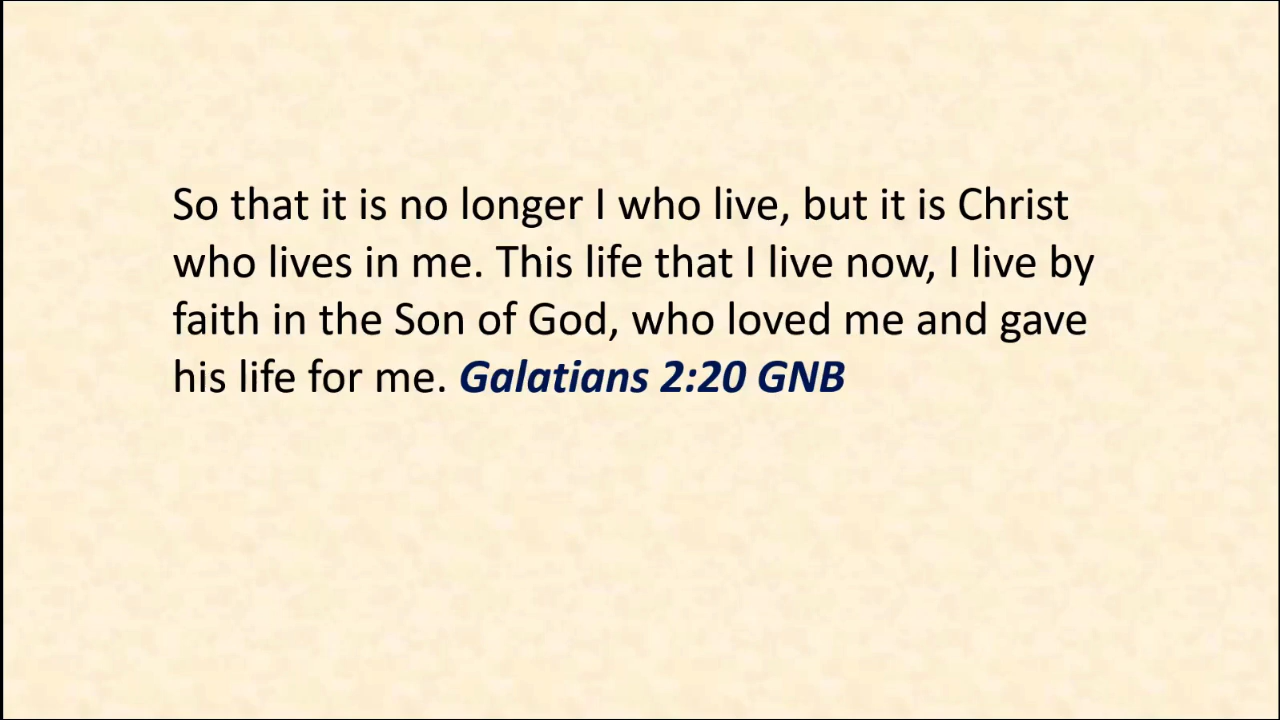 So that it is no longer I who live, but it is Christ
who lives in me. This life that I live now, I live by
faith in the Son of God, who loved me and gave
his life for me. Galatians 2:20 GNB